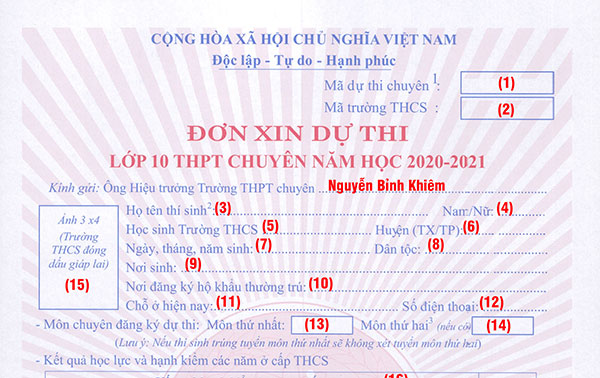 CỘNG HÒA XÃ HỘI CHỦ NGHĨA VIỆT NAM
Độc lập - Tự do - Hạnh phúc
Mã dự thi chuyên 1: (1)
Mã trường THCS : (2)
ĐƠN XIN DỰ THI
LỚP 10 THPT CHUYÊN NĂM HỌC 2020-2021
Kính gửi: Ông Hiệu trưởng Trường THPT chuyên Nguyễn Bỉnh Khiêm
Ảnh 3 x4
(Trường
THCS đóng
dấu giáp lai)
(15)
Họ tên thí sinh2: (3) Nam/Nữ (4)
Học sinh Trường THCS (5) Huyện (TX/TP): (6)
Ngày, tháng, năm sinh: (7) Dân tộc: (8)
Nơi sinh: (9)
Nơi đăng ký hộ khẩu thường trú: (10)
Chỗ ở hiện nay: (11) Số điện thoại: (12)
- Môn chuyên đăng ký dự thi: Môn thứ nhất: (13) Môn thứ hai3 (nếu có) (14)
(Lưu ý: Nếu thí sinh trúng tuyển môn thứ nhất sẽ không xét tuyển môn thứ hai)
- Kết quả học lực và hạnh kiểm các năm ở cấp THCS